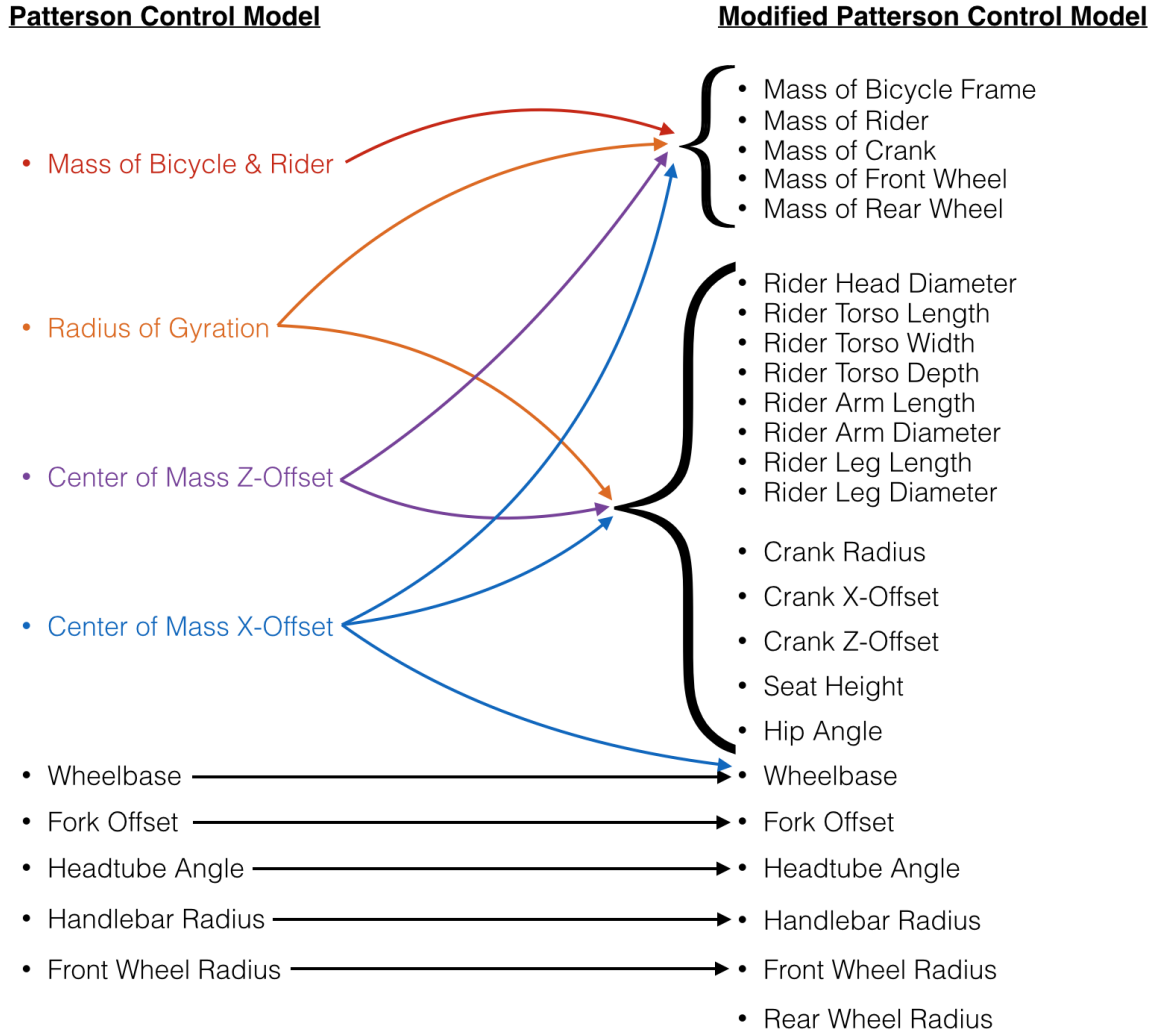 Patterson Control Model
• Mass of Bicycle & Rider
• Radius of Gyration
• Center of Mass Z-Offset
• Center of Mass X-Offset
• Wheelbase
• Fork Offset
• Headtube Angle
• Handlebar Radius
• Front Wheel Radius
Modified Patterson Control Model
• Mass of Bicycle Frame
• Mass of Rider
• Mass of Crank
• Mass of Front Wheel
• Mass of Rear Wheel
• Rider Head Diameter
• Rider Torso Length
• Rider Torso Width
• Rider Torso Depth
• Rider Arm Length
• Rider Arm Diameter
• Rider Leg Length
• Rider Leg Diameter
• Crank Radius
• Crank X-Offset
• Crank Z-Offset
• Seat Height
• Hip Angle
• Wheelbase
• Fork Offset
• Headtube Angle
• Handlebar Radius
• Front Wheel Radius
• Rear Wheel Radius